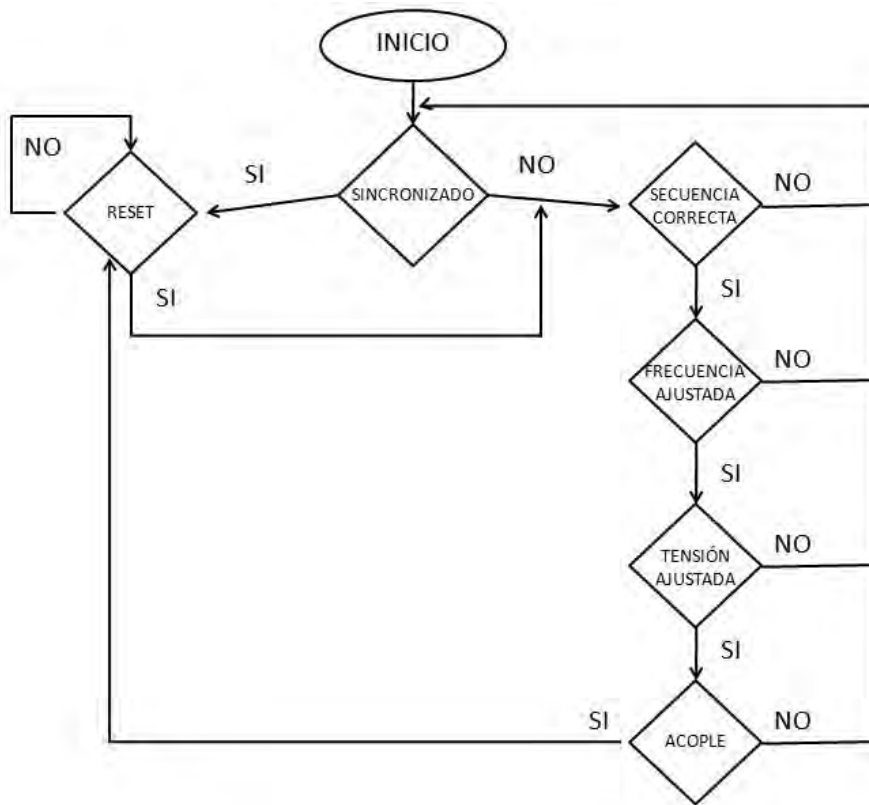 INICIO
NO
SI
NO
NO
RESET
SINCRONIZADO
SECUENCIA
CORRECTA
SI
SI
FRECUENCIA
AJUSTADA
NO
SI
TENSIÓN
AJUSTADA
NO
SI
SI
ACOPLE
NO